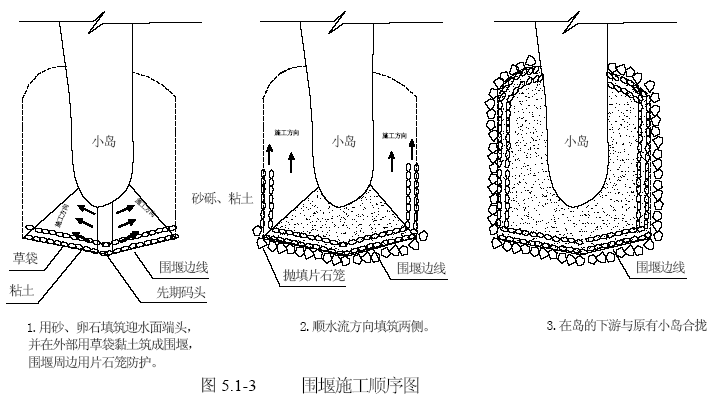 小岛
施工方向
施工方向
草袋
粘土
围堰边线
先期码头
1.用砂、卵石填筑迎水面端头，
并在外部用草袋黏土筑成围堰，
围堰周边用片石笼防护。
小岛
施工方向
施工方向
砂砾、粘土
抛填片石笼
围堰边线
2.顺水流方向填筑两侧。
小岛
围堰边线
3.在岛的下游与原有小岛合拢
图 5.1-3 围堰施工顺序图